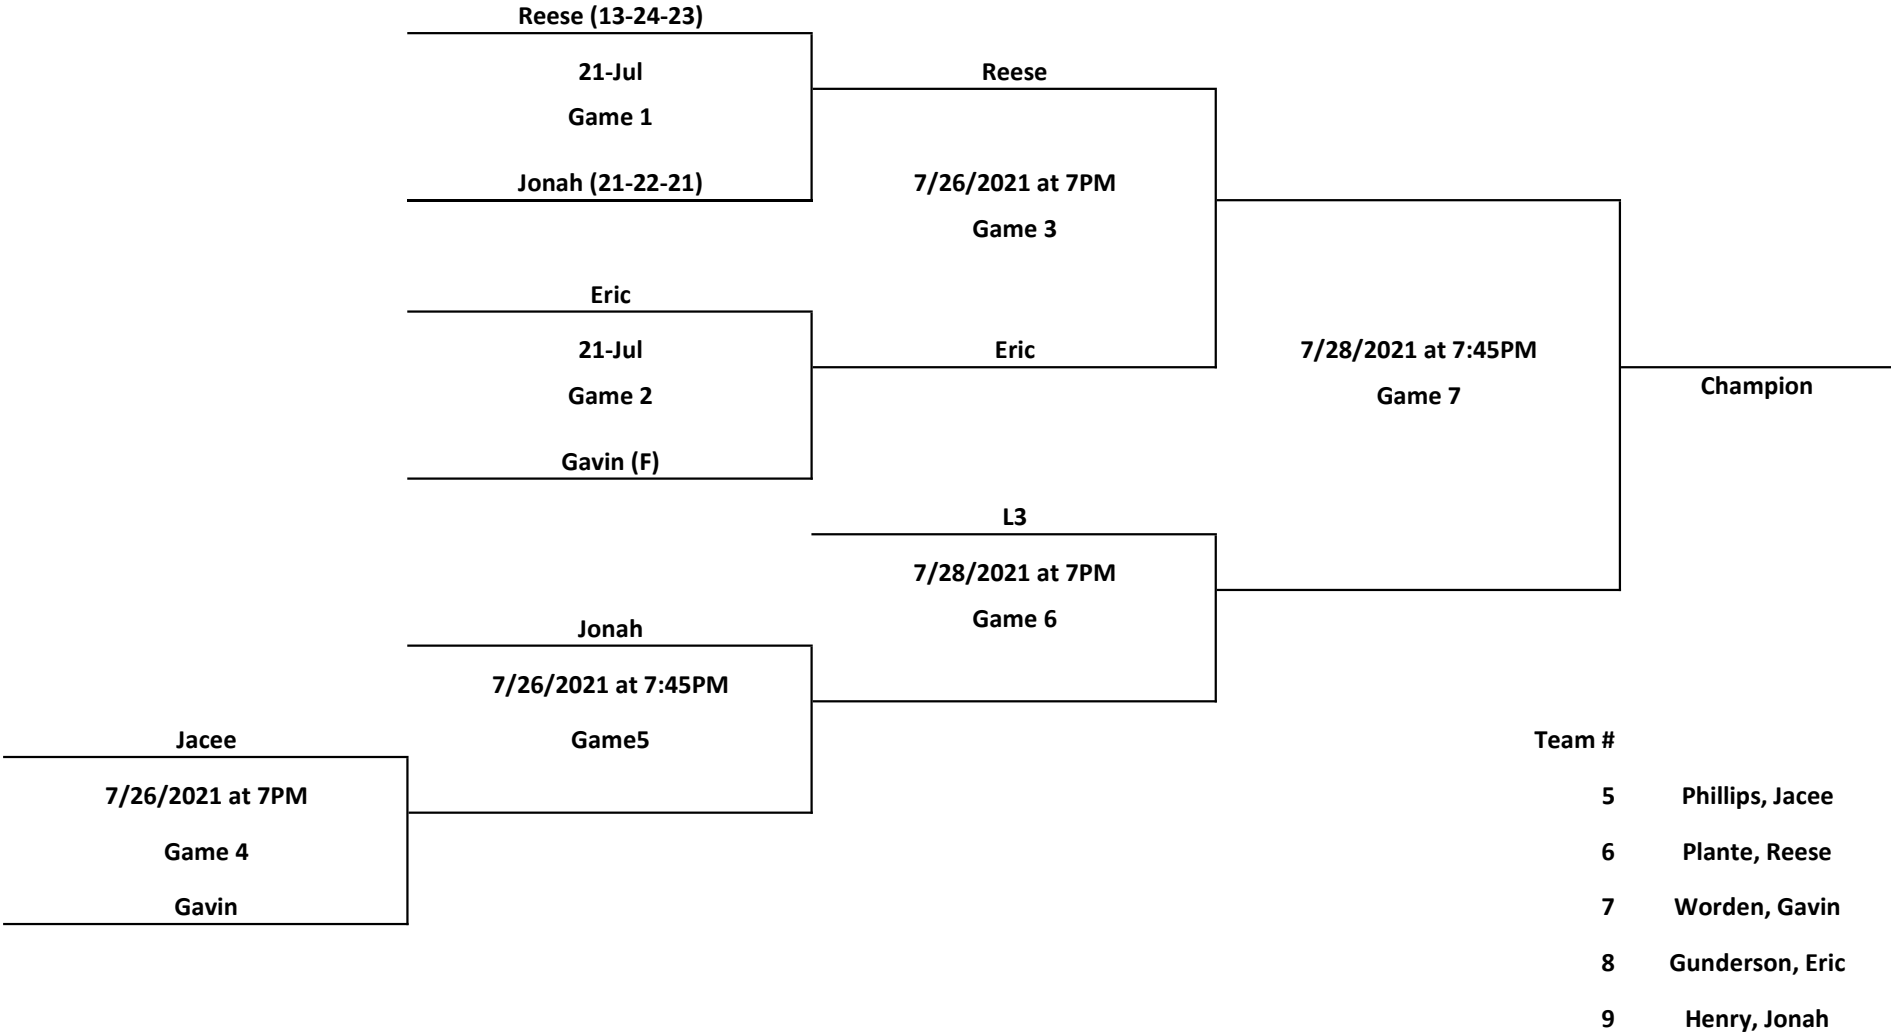 Reese (13-24-23)
21-Jul
Reese
Game 1
Jonah (21-22-21)
7/26/2021 at 7PM
Game 3
Eric
21-Jul
Eric
7/28/2021 at 7:45PM
Game 2
Game 7
Champion
Gavin (F)
L3
7/28/2021 at 7PM
Game 6
Jonah
7/26/2021 at 7:45PM
Jacee
Game5
Team #
7/26/2021 at 7PM
5 Phillips, Jacee
Game 4
6 Plante, Reese
Gavin
7 Worden, Gavin
8 Gunderson, Eric
9 Henry, Jonah